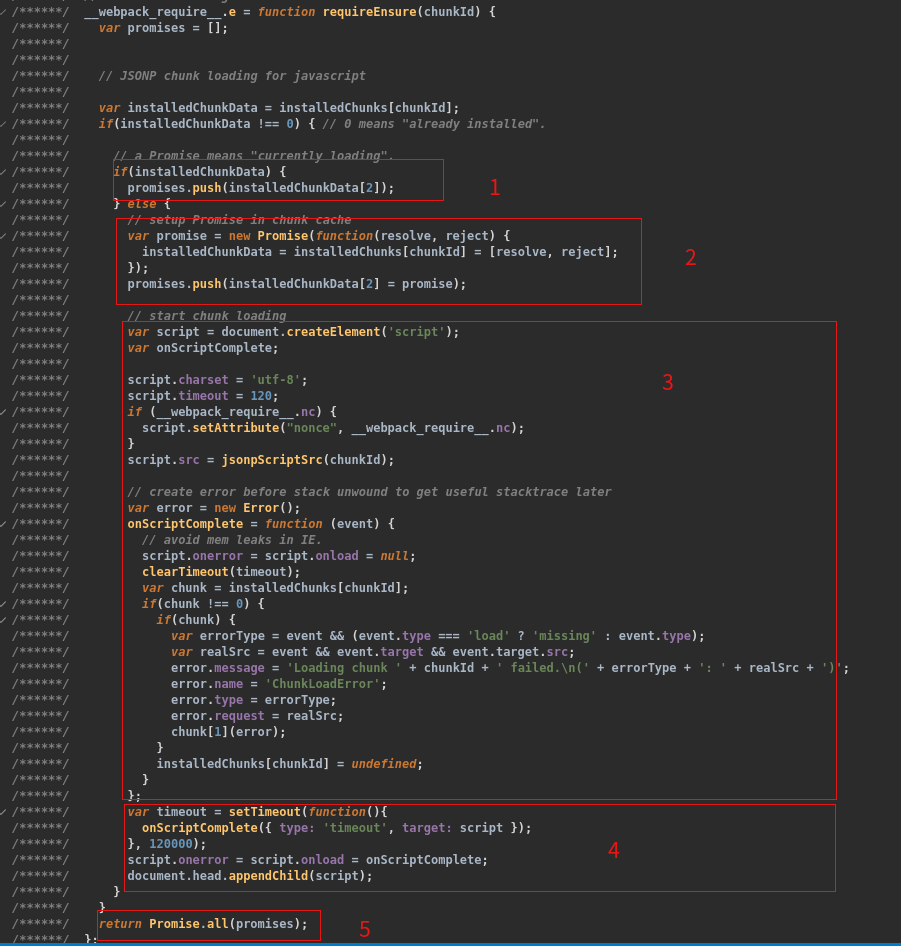 /******/  __webpack_require__.e = function requireEnsure(chunkId) {
/******/    var promises = [];
/******/
/******/
/******/    // JSONP chunk loading for javascript
/******/
/******/    var installedChunkData = installedChunks[chunkId];
/******/    if(installedChunkData !== 0) { // 0 means "already installed".
/******/
/******/      // a Promise means "currently loading".
/******/      if(installedChunkData) {
/******/        promises.push(installedChunkData[2]);
1
/******/      } else {
/******/        // setup Promise in chunk cache
/******/        var promise = new Promise(function(resolve, reject) {
/******/          installedChunkData = installedChunks[chunkId] = [resolve, reject];
2
/******/        });
/******/        promises.push(installedChunkData[2] = promise);
/******/
/******/        // start chunk loading
/******/        var script = document.createElement('script');
/******/        var onScriptComplete;
/******/
/******/        script.charset = 'utf-8';
3
/******/        script.timeout = 120;
/******/        if (__webpack_require__.nc) {
/******/          script.setAttribute("nonce", __webpack_require__.nc);
/******/        }
/******/        script.src = jsonpScriptSrc(chunkId);
/******/
/******/        // create error before stack unwound to get useful stacktrace later
/******/        var error = new Error();
/******/        onScriptComplete = function (event) {
/******/          // avoid mem leaks in IE.
/******/          script.onerror = script.onload = null;
/******/          clearTimeout(timeout);
/******/          var chunk = installedChunks[chunkId];
/******/          if(chunk !== 0) {
/******/            if(chunk) {
/******/              var errorType = event && (event.type === 'load' ? 'missing' : event.type);
/******/              var realSrc = event && event.target && event.target.src;
/******/              error.message = 'Loading chunk ' + chunkId + ' failed.\n(' + errorType + ': ' + realSrc + ')';
/******/              error.name = 'ChunkLoadError';
/******/              error.type = errorType;
/******/              error.request = realSrc;
/******/              chunk[1](error);
/******/            }
/******/            installedChunks[chunkId] = undefined;
/******/          }
/******/        };
/******/        var timeout = setTimeout(function(){
/******/          onScriptComplete({ type: 'timeout', target: script });
/******/        }, 120000);
4
/******/        script.onerror = script.onload = onScriptComplete;
/******/        document.head.appendChild(script);
/******/      }
/******/    }
/******/    return Promise.all(promises);
5
/******/  };